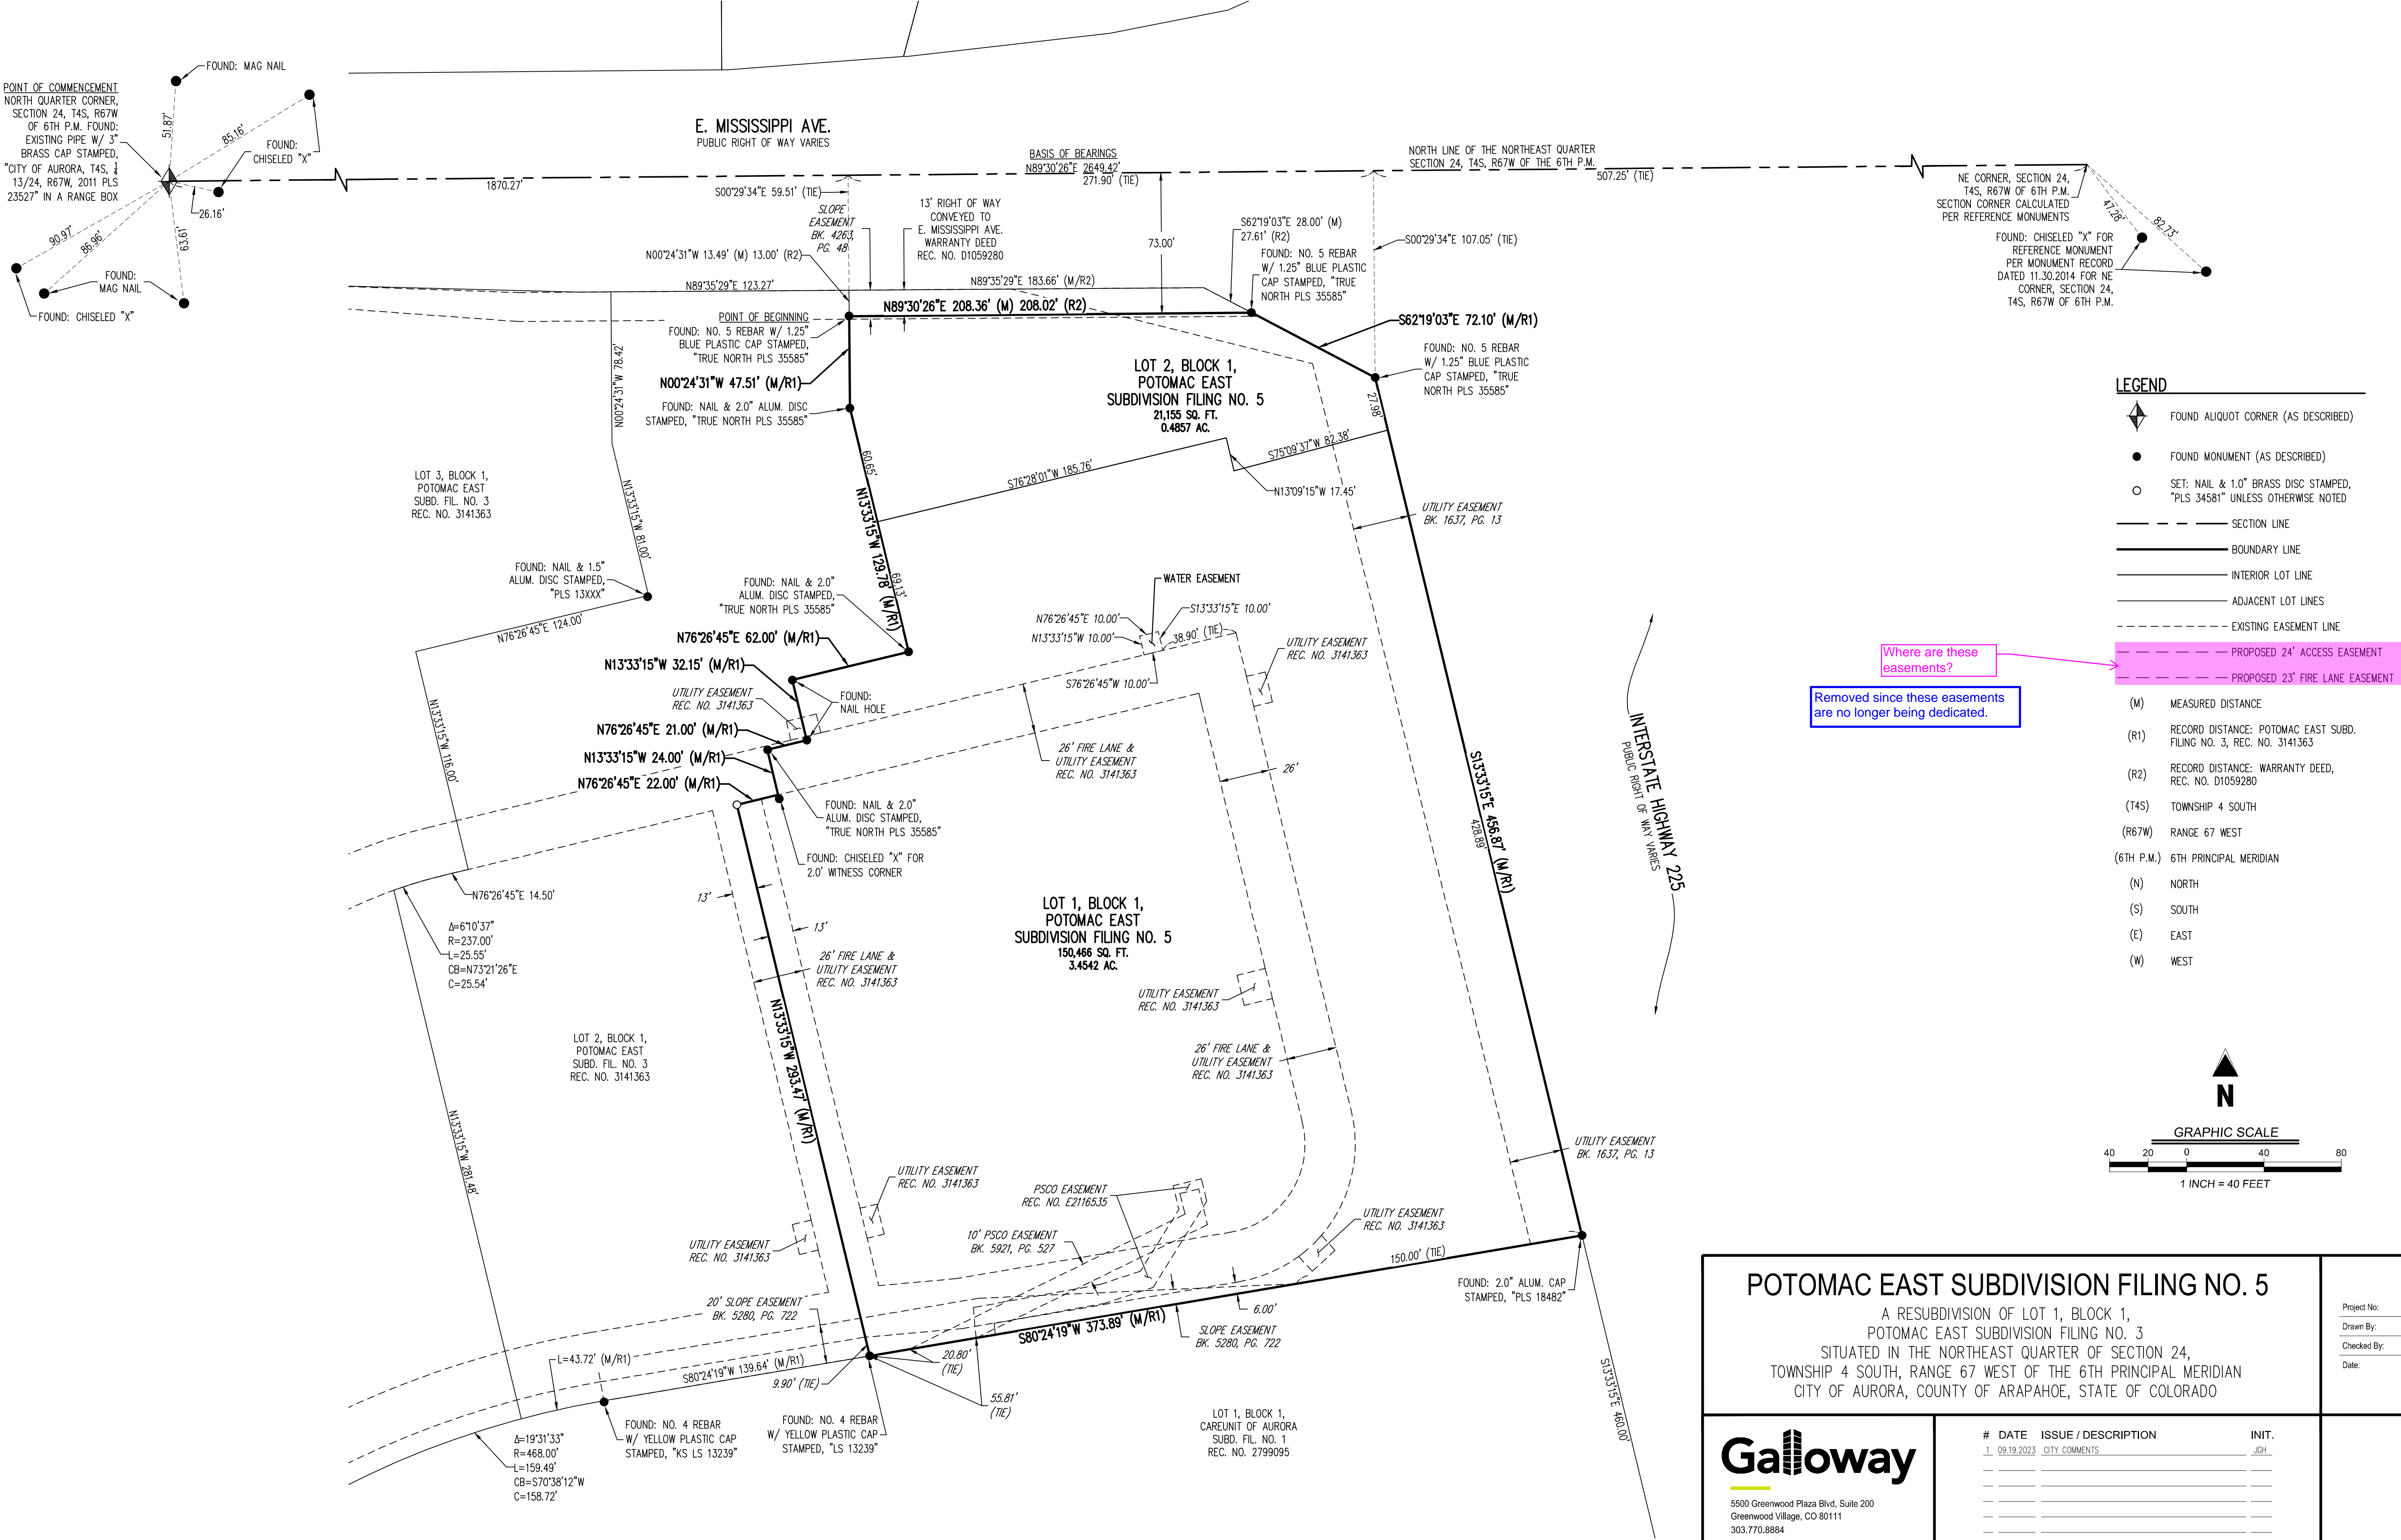 FOUND: MAG NAIL
POINT OF COMMENCEMENT
NORTH QUARTER CORNER,
SECTION 24, T4S, R67W
OF 6TH P.M. FOUND:
EXISTING PIPE W/ 3"
BRASS CAP STAMPED,
"CITY OF AURORA, T4S, ¼
13/24, R67W, 2011 PLS
23527" IN A RANGE BOX
51.87'
85.16'
FOUND:
CHISELED "X"
26.16'
90.97'
86.96'
63.61'
FOUND:
MAG NAIL
FOUND: CHISELED "X"
E. MISSISSIPPI AVE.
PUBLIC RIGHT OF WAY VARIES
1870.27'
BASIS OF BEARINGS
N89°30'26"E 2649.42'
271.90' (TIE)
NORTH LINE OF THE NORTHEAST QUARTER
SECTION 24, T4S, R67W OF THE 6TH P.M.
507.25' (TIE)
NE CORNER, SECTION 24,
T4S, R67W OF 6TH P.M.
SECTION CORNER CALCULATED
PER REFERENCE MONUMENTS
47.28'
82.73'
FOUND: CHISELED "X" FOR
REFERENCE MONUMENT
PER MONUMENT RECORD
DATED 11.30.2014 FOR NE
CORNER, SECTION 24,
T4S, R67W OF 6TH P.M.
S00°29'34"E 59.51' (TIE)
SLOPE
EASEMENT
BK. 4263,
PG. 48
13' RIGHT OF WAY
CONVEYED TO
E. MISSISSIPPI AVE.
WARRANTY DEED
REC. NO. D1059280
73.00'
S62°19'03"E 28.00' (M)
27.61' (R2)
S00°29'34"E 107.05' (TIE)
N00°24'31"W 13.49' (M) 13.00' (R2)
FOUND: NO. 5 REBAR
W/ 1.25" BLUE PLASTIC
CAP STAMPED, "TRUE
NORTH PLS 35585"
N89°35'29"E 123.27'
N89°35'29"E 183.66' (M/R2)
N89°30'26"E 208.36' (M) 208.02' (R2)
POINT OF BEGINNING
FOUND: NO. 5 REBAR W/ 1.25"
BLUE PLASTIC CAP STAMPED,
"TRUE NORTH PLS 35585"
S62°19'03"E 72.10' (M/R1)
FOUND: NO. 5 REBAR
W/ 1.25" BLUE PLASTIC
CAP STAMPED, "TRUE
NORTH PLS 35585"
N00°24'31"W 47.51' (M/R1)
FOUND: NAIL & 2.0" ALUM. DISC
STAMPED, "TRUE NORTH PLS 35585"
N00°24'31"W 78.42'
LOT 2, BLOCK 1,
POTOMAC EAST
SUBDIVISION FILING NO. 5
21,155 SQ. FT.
0.4857 AC.
27.98'
S75°09'37"W 82.38'
S76°28'01"W 185.76'
N13°09'15"W 17.45'
60.65'
N13°33'15"W 129.78' (M/R1)
69.13'
UTILITY EASEMENT
BK. 1637, PG. 13
LOT 3, BLOCK 1,
POTOMAC EAST
SUBD. FIL. NO. 3
REC. NO. 3141363
N13°33'15"W 81.00'
FOUND: NAIL & 1.5"
ALUM. DISC STAMPED,
"PLS 13XXX"
N76°26'45"E 124.00'
FOUND: NAIL & 2.0"
ALUM. DISC STAMPED,
"TRUE NORTH PLS 35585"
WATER EASEMENT
N76°26'45"E 10.00'
S13°33'15"E 10.00'
N13°33'15"W 10.00'
38.90' (TIE)
S76°26'45"W 10.00'
UTILITY EASEMENT
REC. NO. 3141363
N76°26'45"E 62.00' (M/R1)
N13°33'15"W 32.15' (M/R1)
UTILITY EASEMENT
REC. NO. 3141363
FOUND:
NAIL HOLE
N76°26'45"E 21.00' (M/R1)
N13°33'15"W 24.00' (M/R1)
N76°26'45"E 22.00' (M/R1)
26' FIRE LANE &
UTILITY EASEMENT
REC. NO. 3141363
26'
FOUND: NAIL & 2.0"
ALUM. DISC STAMPED,
"TRUE NORTH PLS 35585"
FOUND: CHISELED "X" FOR
2.0' WITNESS CORNER
N13°33'15"W 116.00'
N76°26'45"E 14.50'
Δ=6°10'37"
R=237.00'
L=25.55'
CB=N73°21'26"E
C=25.54'
13'
13'
26' FIRE LANE &
UTILITY EASEMENT
REC. NO. 3141363
LOT 1, BLOCK 1,
POTOMAC EAST
SUBDIVISION FILING NO. 5
150,466 SQ. FT.
3.4542 AC.
UTILITY EASEMENT
REC. NO. 3141363
26' FIRE LANE &
UTILITY EASEMENT
REC. NO. 3141363
S13°33'15"E 456.87' (M/R1)
428.89'
INTERSTATE HIGHWAY 225
PUBLIC RIGHT OF WAY VARIES
LOT 2, BLOCK 1,
POTOMAC EAST
SUBD. FIL. NO. 3
REC. NO. 3141363
N13°33'15"W 293.47' (M/R1)
N13°33'15"W 281.48'
UTILITY EASEMENT
REC. NO. 3141363
UTILITY EASEMENT
REC. NO. 3141363
PSCO EASEMENT
REC. NO. E2116535
10' PSCO EASEMENT
BK. 5921, PG. 527
UTILITY EASEMENT
REC. NO. 3141363
UTILITY EASEMENT
BK. 1637, PG. 13
150.00' (TIE)
FOUND: 2.0" ALUM. CAP
STAMPED, "PLS 18482"
20' SLOPE EASEMENT
BK. 5280, PG. 722
6.00'
SLOPE EASEMENT
BK. 5280, PG. 722
S80°24'19"W 373.89' (M/R1)
L=43.72' (M/R1)
S80°24'19"W 139.64' (M/R1)
9.90' (TIE)
20.80'
(TIE)
55.81'
(TIE)
FOUND: NO. 4 REBAR
W/ YELLOW PLASTIC CAP
STAMPED, "KS LS 13239"
FOUND: NO. 4 REBAR
W/ YELLOW PLASTIC CAP
STAMPED, "LS 13239"
Δ=19°31'33"
R=468.00'
L=159.49'
CB=S70°38'12"W
C=158.72'
LOT 1, BLOCK 1,
CAREUNIT OF AURORA
SUBD. FIL. NO. 1
REC. NO. 2799095
S13°33'15"E 460.00'
LEGEND
FOUND ALIQUOT CORNER (AS DESCRIBED)
FOUND MONUMENT (AS DESCRIBED)
SET: NAIL & 1.0" BRASS DISC STAMPED,
"PLS 34581" UNLESS OTHERWISE NOTED
SECTION LINE
BOUNDARY LINE
INTERIOR LOT LINE
ADJACENT LOT LINES
EXISTING EASEMENT LINE
PROPOSED 24' ACCESS EASEMENT
PROPOSED 23' FIRE LANE EASEMENT
Where are these
easements?
Removed since these easements
are no longer being dedicated.
(M) MEASURED DISTANCE
(R1) RECORD DISTANCE: POTOMAC EAST SUBD.
FILING NO. 3, REC. NO. 3141363
(R2) RECORD DISTANCE: WARRANTY DEED,
REC. NO. D1059280
(T4S) TOWNSHIP 4 SOUTH
(R67W) RANGE 67 WEST
(6TH P.M.) 6TH PRINCIPAL MERIDIAN
(N) NORTH
(S) SOUTH
(E) EAST
(W) WEST
N
GRAPHIC SCALE
40 20 0 40 80
1 INCH = 40 FEET
POTOMAC EAST SUBDIVISION FILING NO. 5
A RESUBDIVISION OF LOT 1, BLOCK 1,
POTOMAC EAST SUBDIVISION FILING NO. 3
SITUATED IN THE NORTHEAST QUARTER OF SECTION 24,
TOWNSHIP 4 SOUTH, RANGE 67 WEST OF THE 6TH PRINCIPAL MERIDIAN
CITY OF AURORA, COUNTY OF ARAPAHOE, STATE OF COLORADO
Project No:
Drawn By:
Checked By:
Date:
Galloway
5500 Greenwood Plaza Blvd, Suite 200
Greenwood Village, CO 80111
303.770.8884
# DATE ISSUE / DESCRIPTION INIT.
1 09.19.2023 CITY COMMENTS JGH